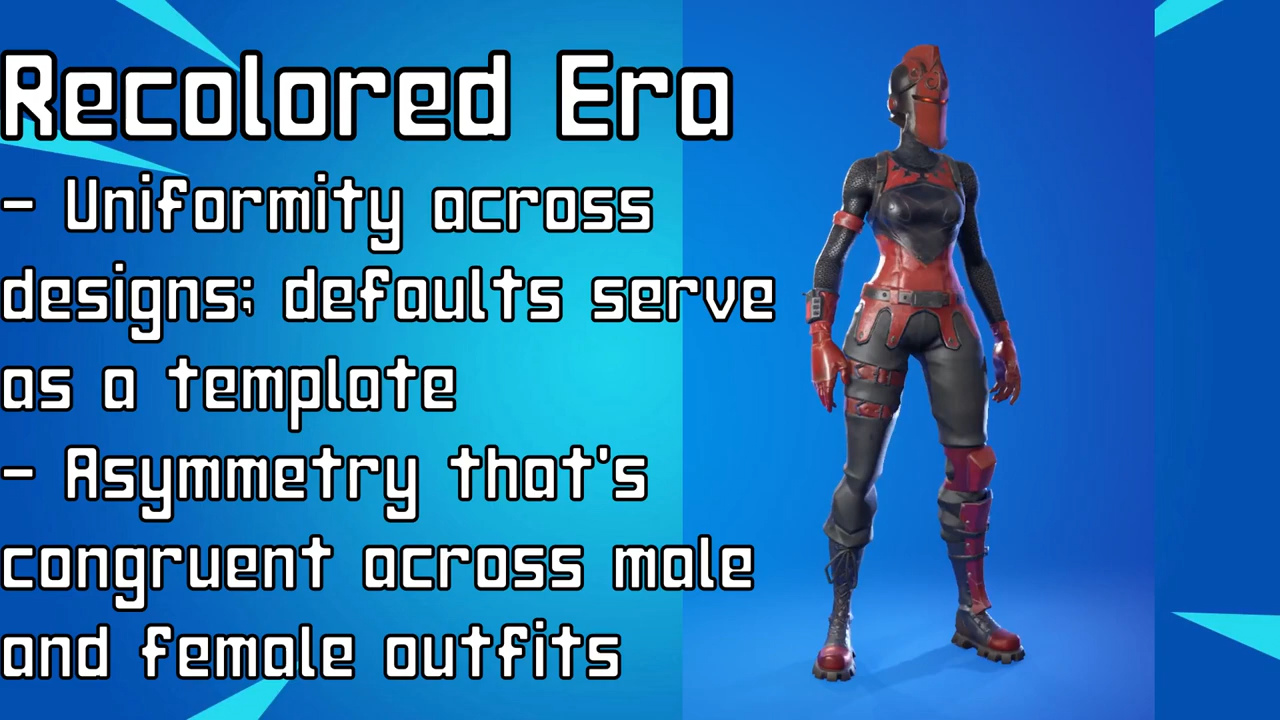 Recolored Era
- Uniformity across
designs; defaults serve
as a template
- Asymmetry that's
congruent across male
and female outfits